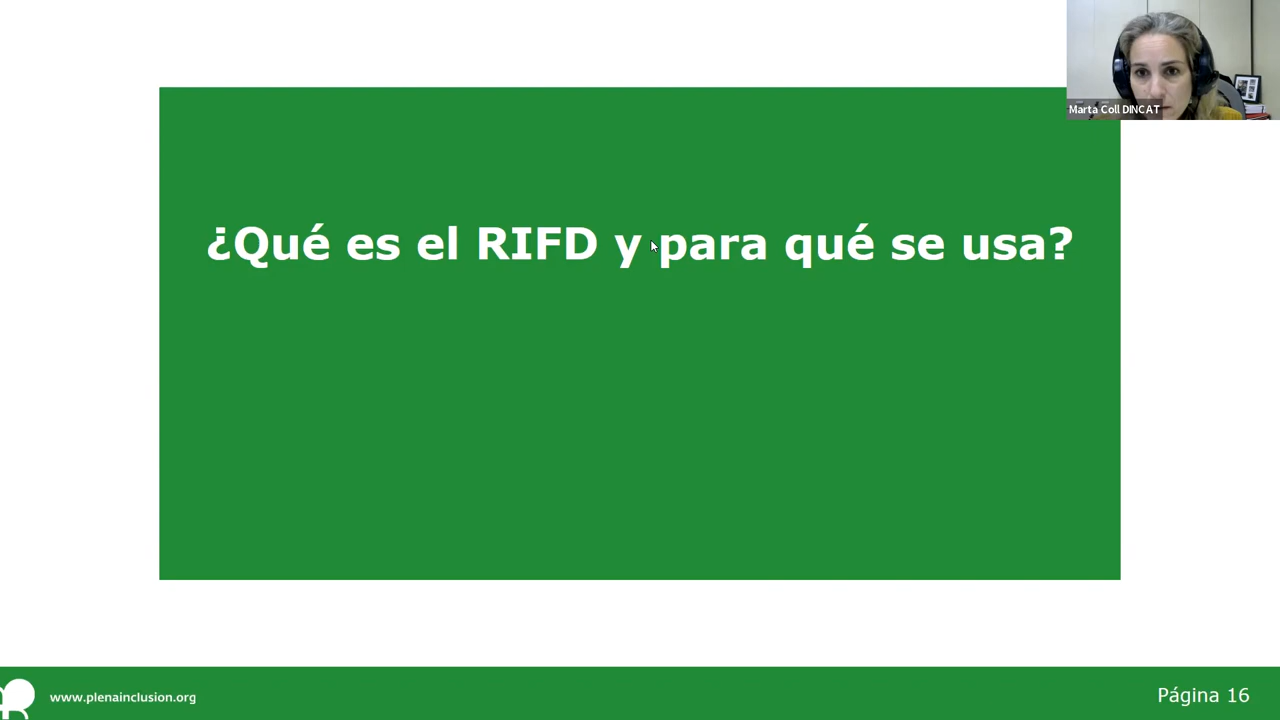 Marta Coll DINCAT
¿Qué es el RIFD y para qué se usa?
www.plenainclusion.org
Página 16